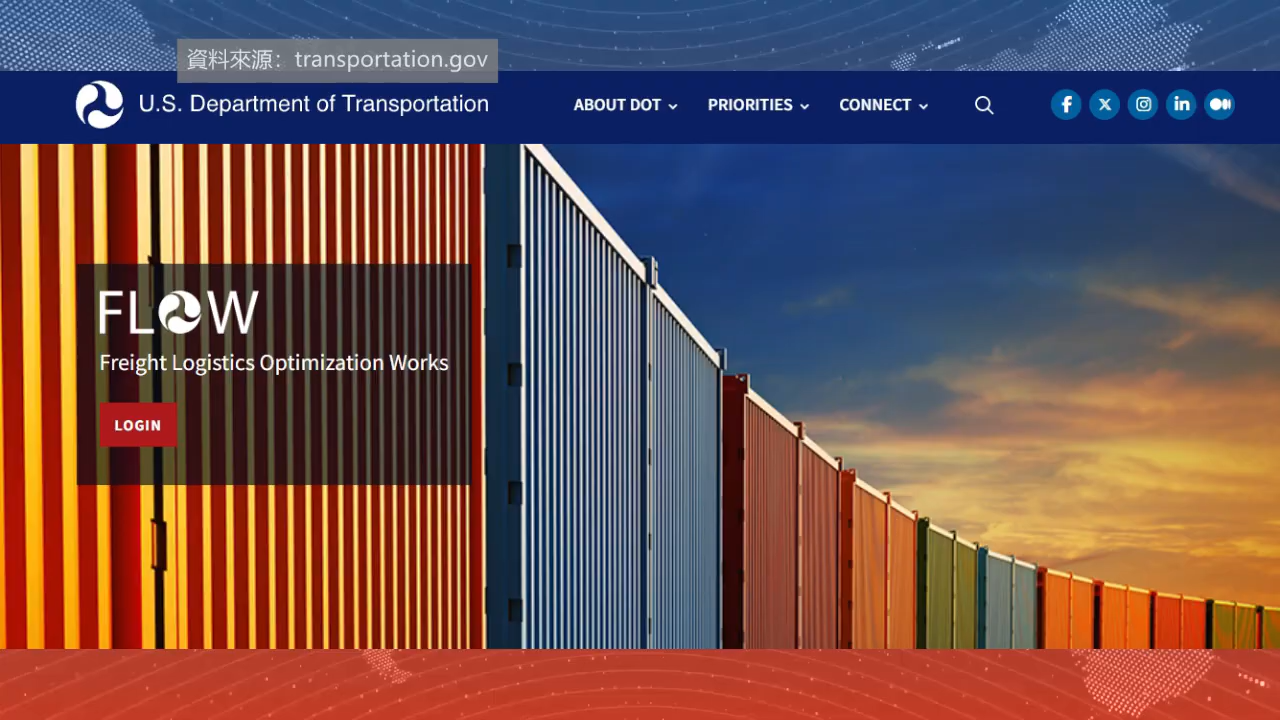 資料來源：transportation.gov
U.S. Department of Transportation
ABOUT DOT
PRIORITIES
CONNECT
FLOW
Freight Logistics Optimization Works
LOGIN